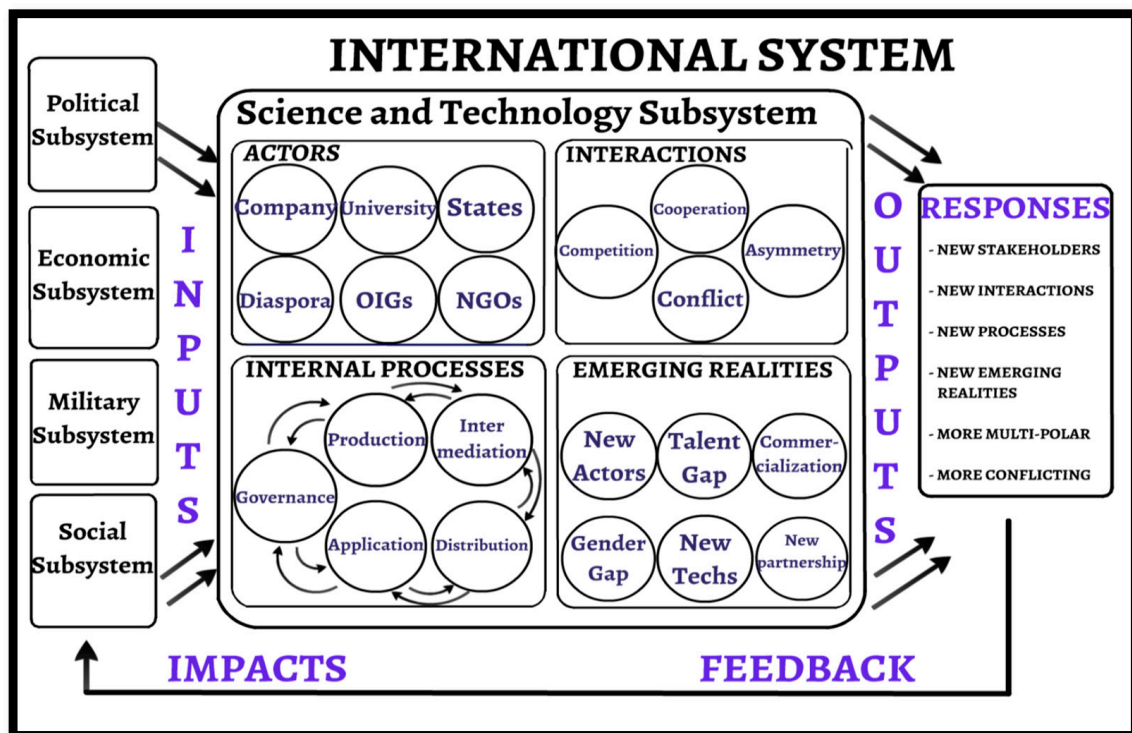 INTERNATIONAL SYSTEM
Political
Subsystem
Economic
Subsystem
Military
Subsystem
Social
Subsystem
INPUTS
Science and Technology Subsystem
ACTORS
Company
University
States
Diaspora
OIGs
NGOs
INTERACTIONS
Cooperation
Competition
Asymmetry
Conflict
INTERNAL PROCESSES
Production
Inter
mediation
Governance
Application
Distribution
EMERGING REALITIES
New
Actors
Talent
Gap
Commer-
cialization
Gender
Gap
New
Techs
New
partnership
OUTPUTS
RESPONSES
- NEW STAKEHOLDERS
- NEW INTERACTIONS
- NEW PROCESSES
- NEW EMERGING
REALITIES
- MORE MULTI-POLAR
- MORE CONFLICTING
IMPACTS
FEEDBACK